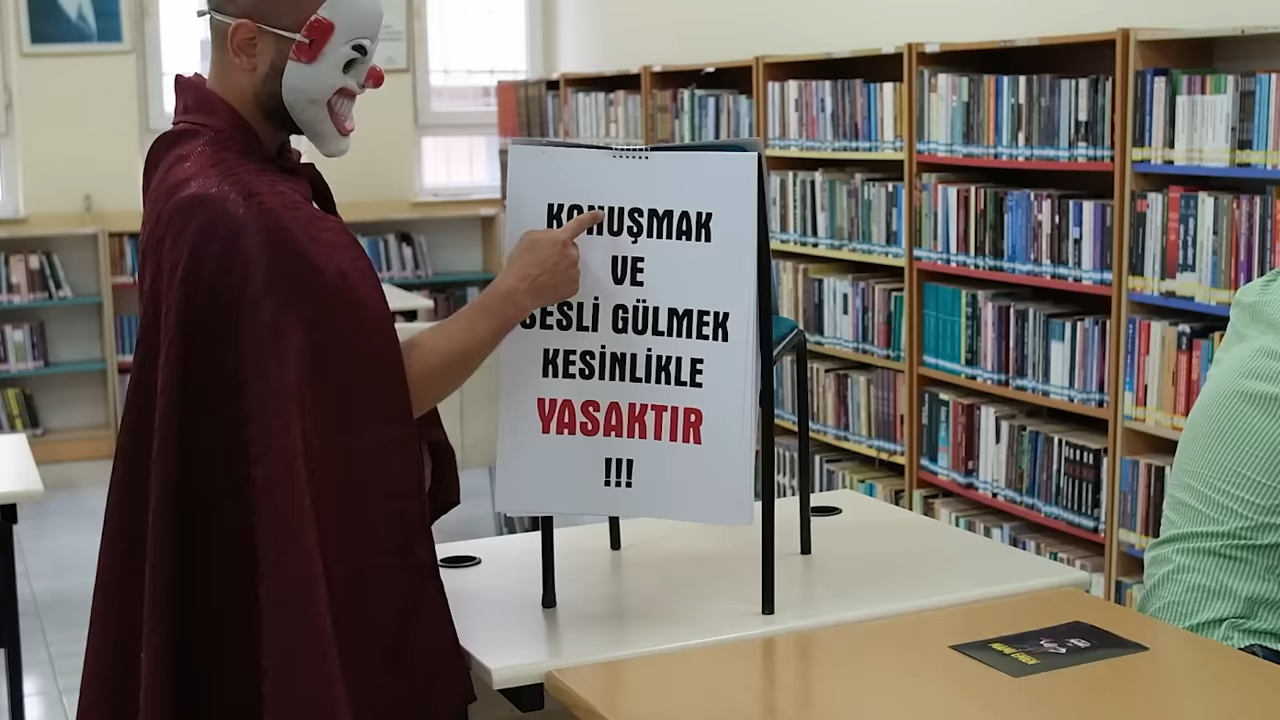 KONUŞMAK
VE
SESLİ GÜLMEK
KESİNLİKLE
YASAKTIR
!!!